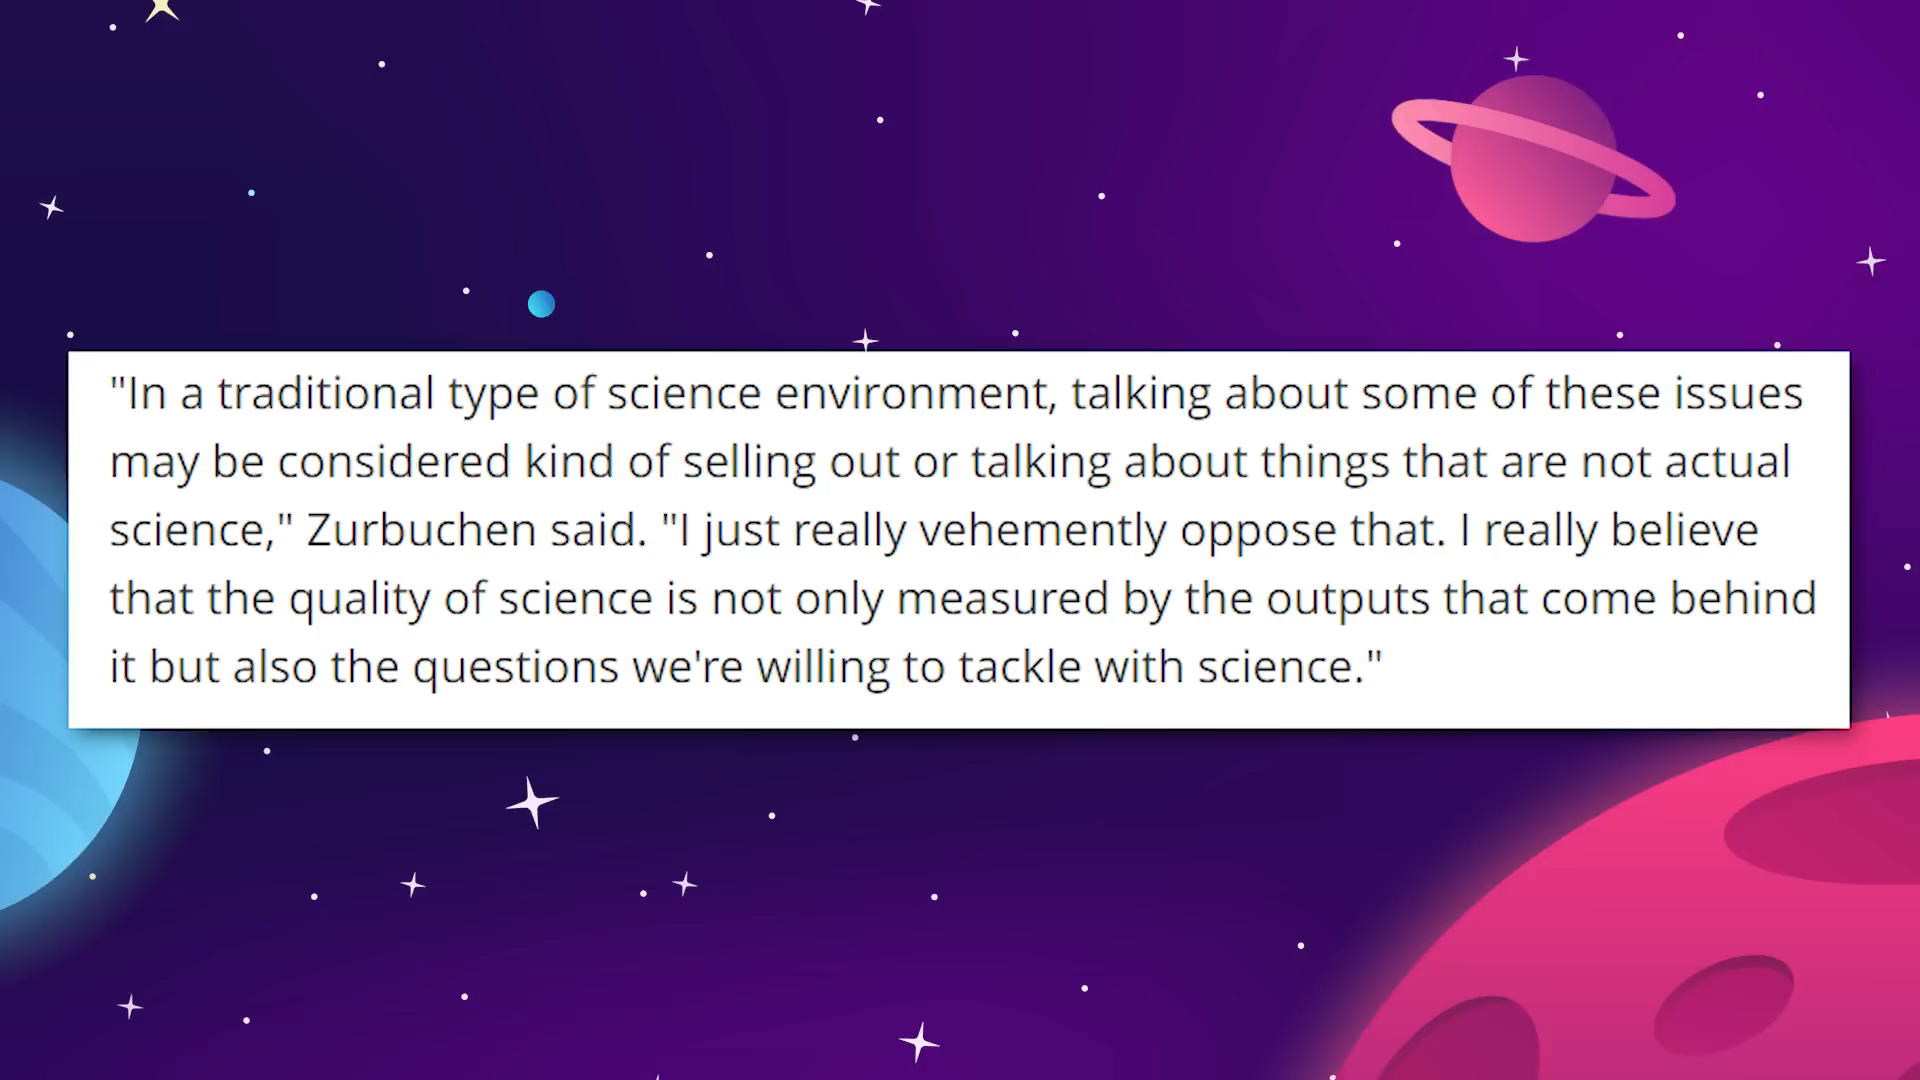 "In a traditional type of science environment, talking about some of these issues
may be considered kind of selling out or talking about things that are not actual
science," Zurbuchen said. "I just really vehemently oppose that. I really believe
that the quality of science is not only measured by the outputs that come behind
it but also the questions we're willing to tackle with science."